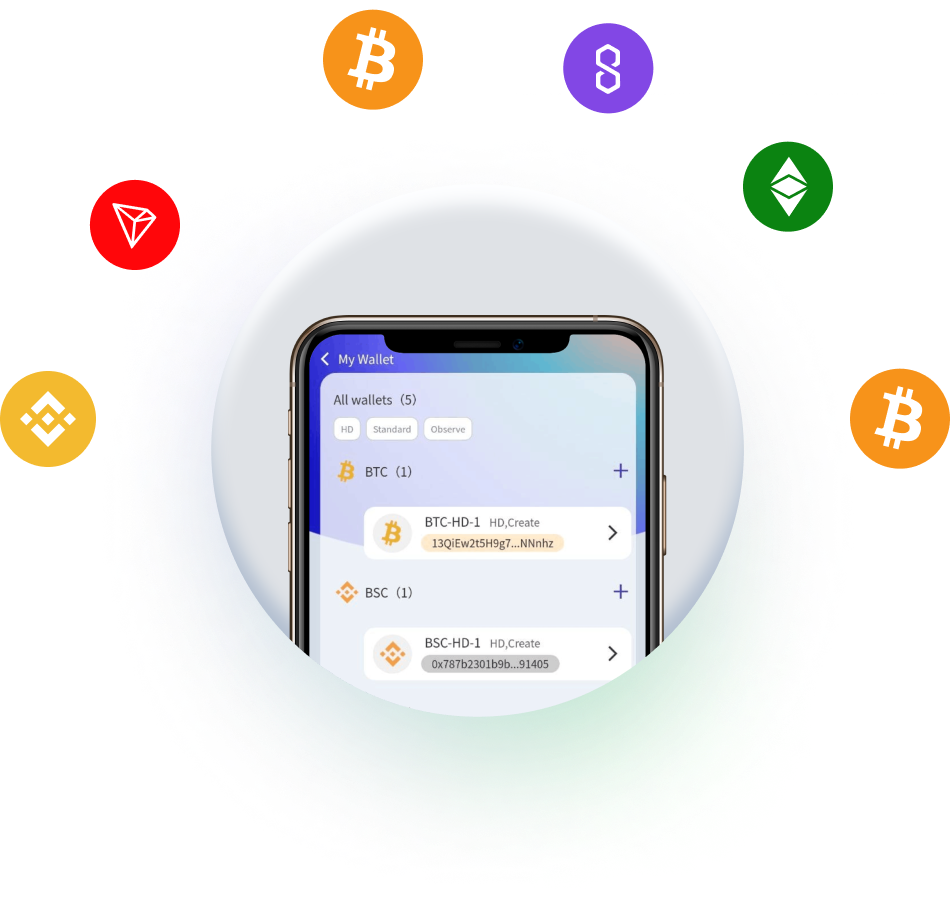 My Wallet
All wallets（5）
HD Standard Observe
BTC（1）
BTC-HD-1 HD,Create
13QiEw2t5H9g7...NNnhz
BSC（1）
BSC-HD-1 HD,Create
0x787b2301b9b...91405